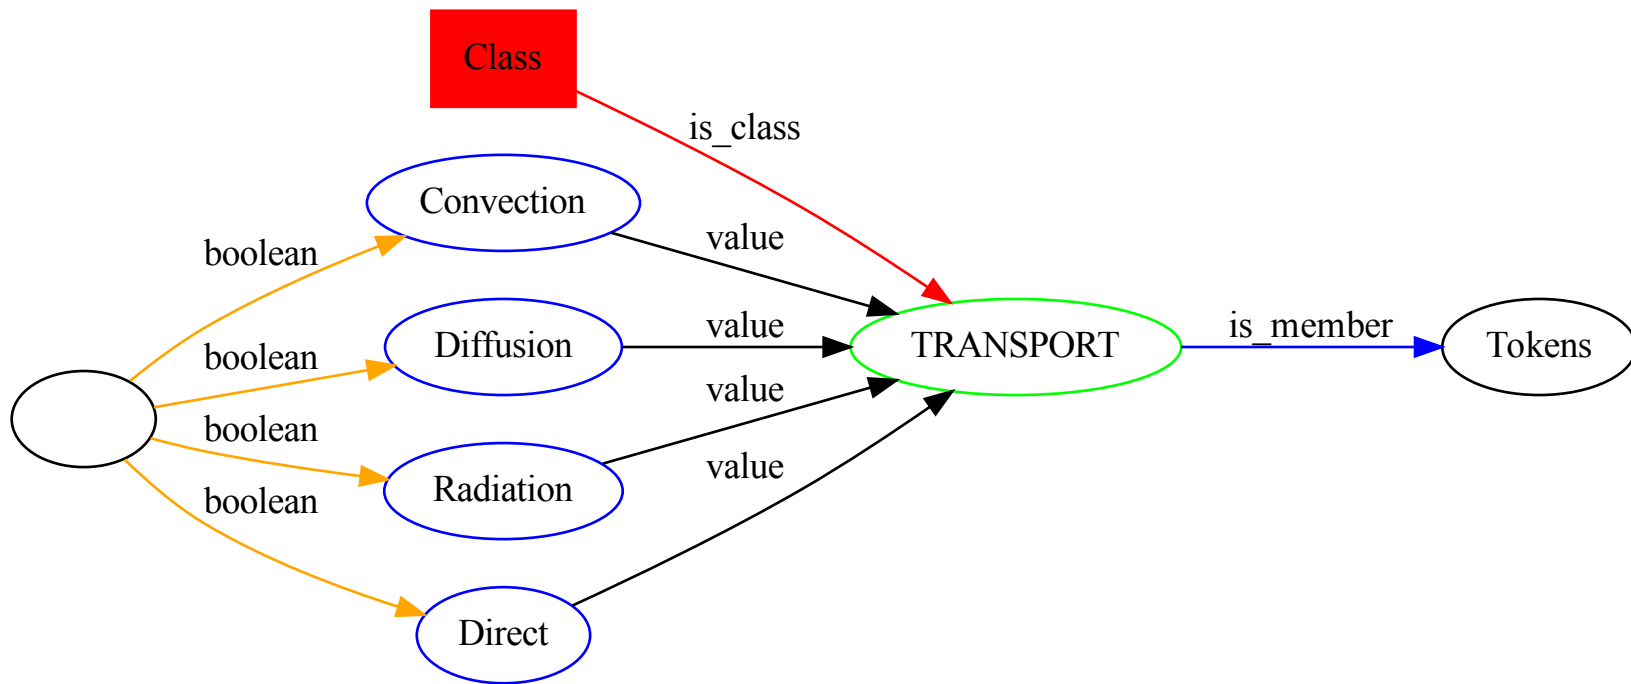 Class
is_class
Convection
boolean
value
Diffusion
boolean
value
TRANSPORT
is_member
Tokens
boolean
value
Radiation
boolean
value
Direct